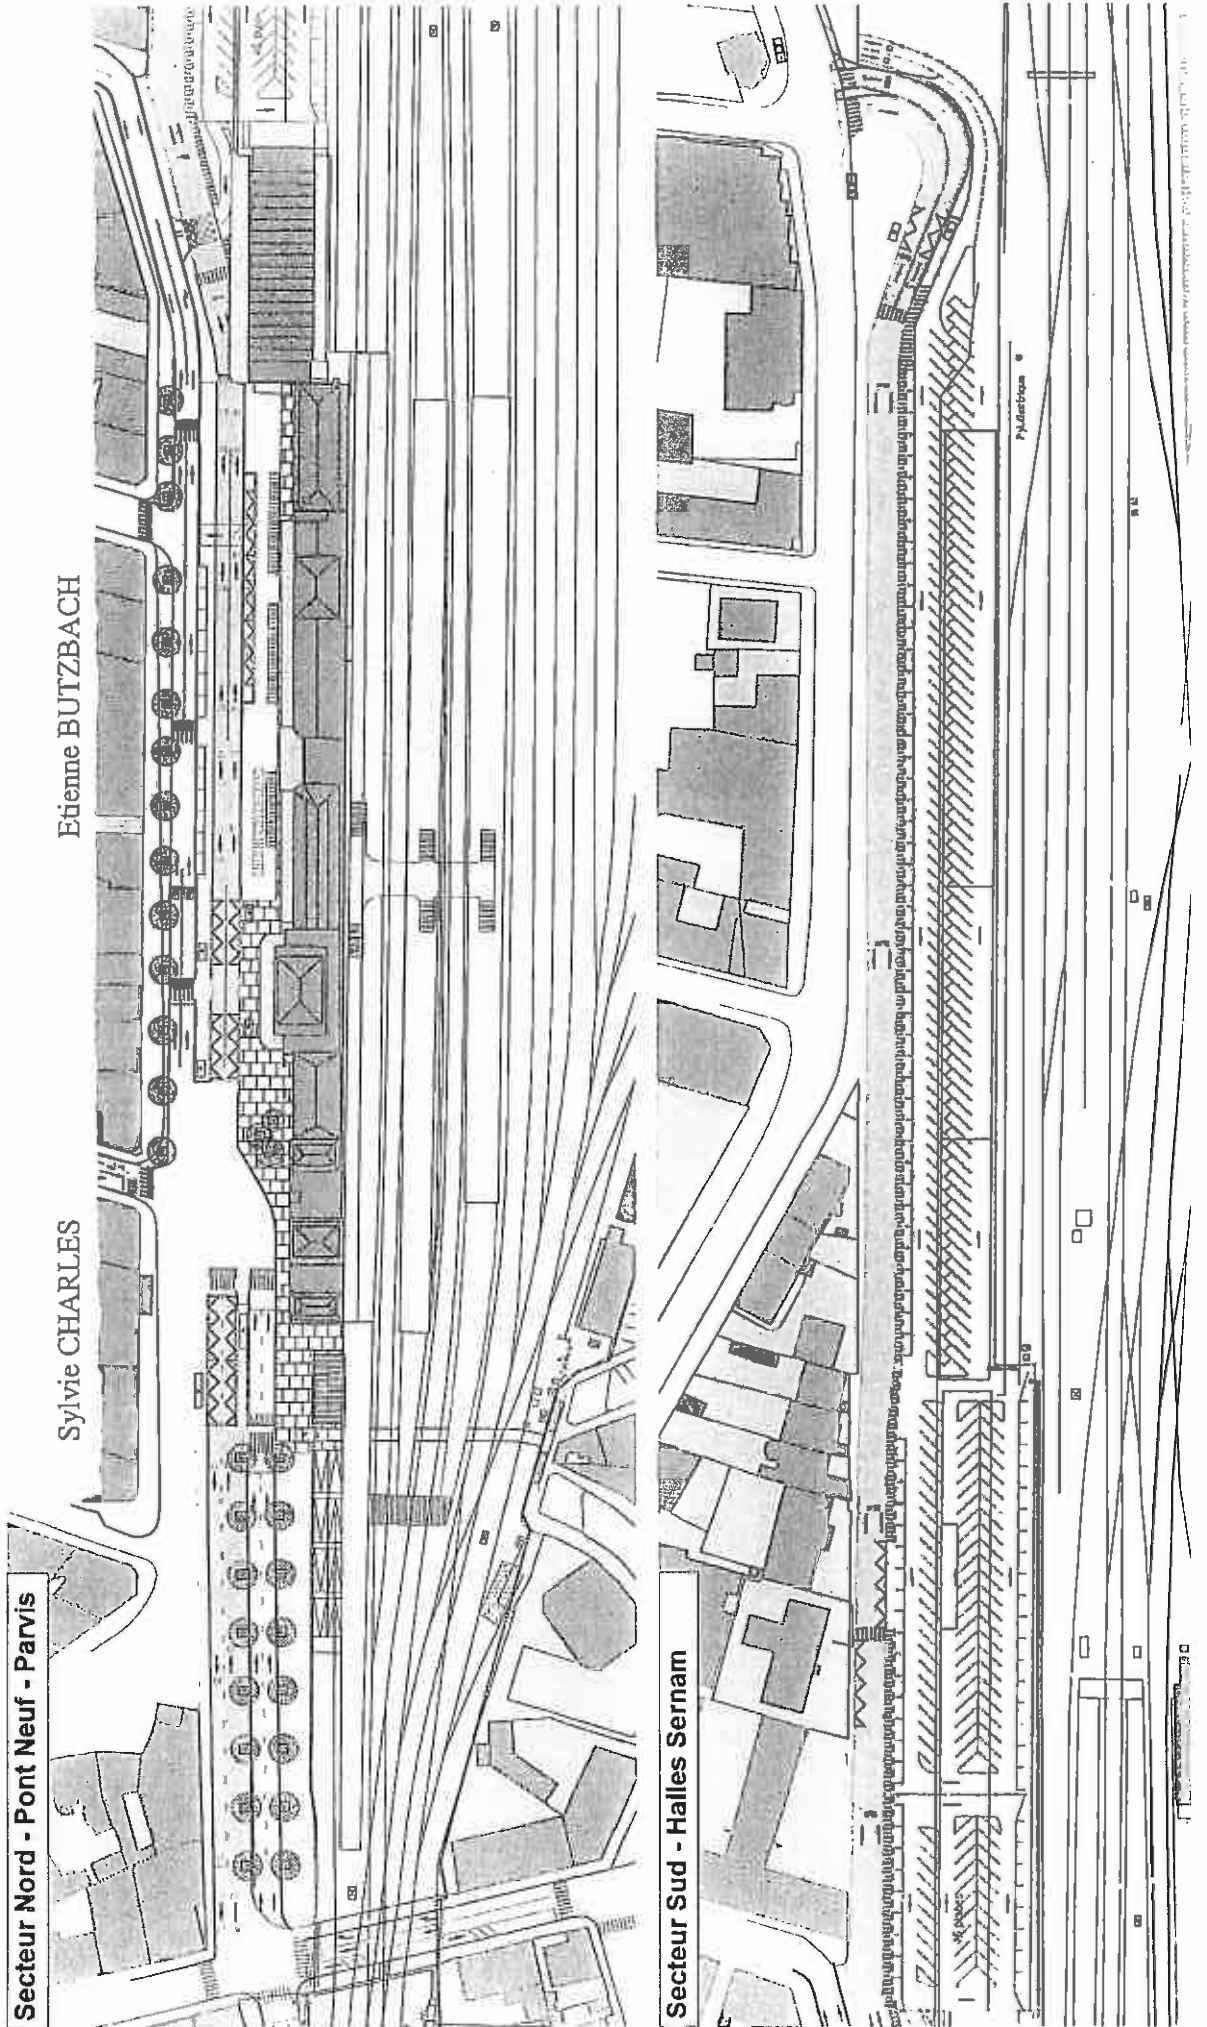 Secteur Nord - Pont Neuf - Parvis
Sylvie CHARLES
Etienne BUTZBACH
Secteur Sud - Halles Sernam